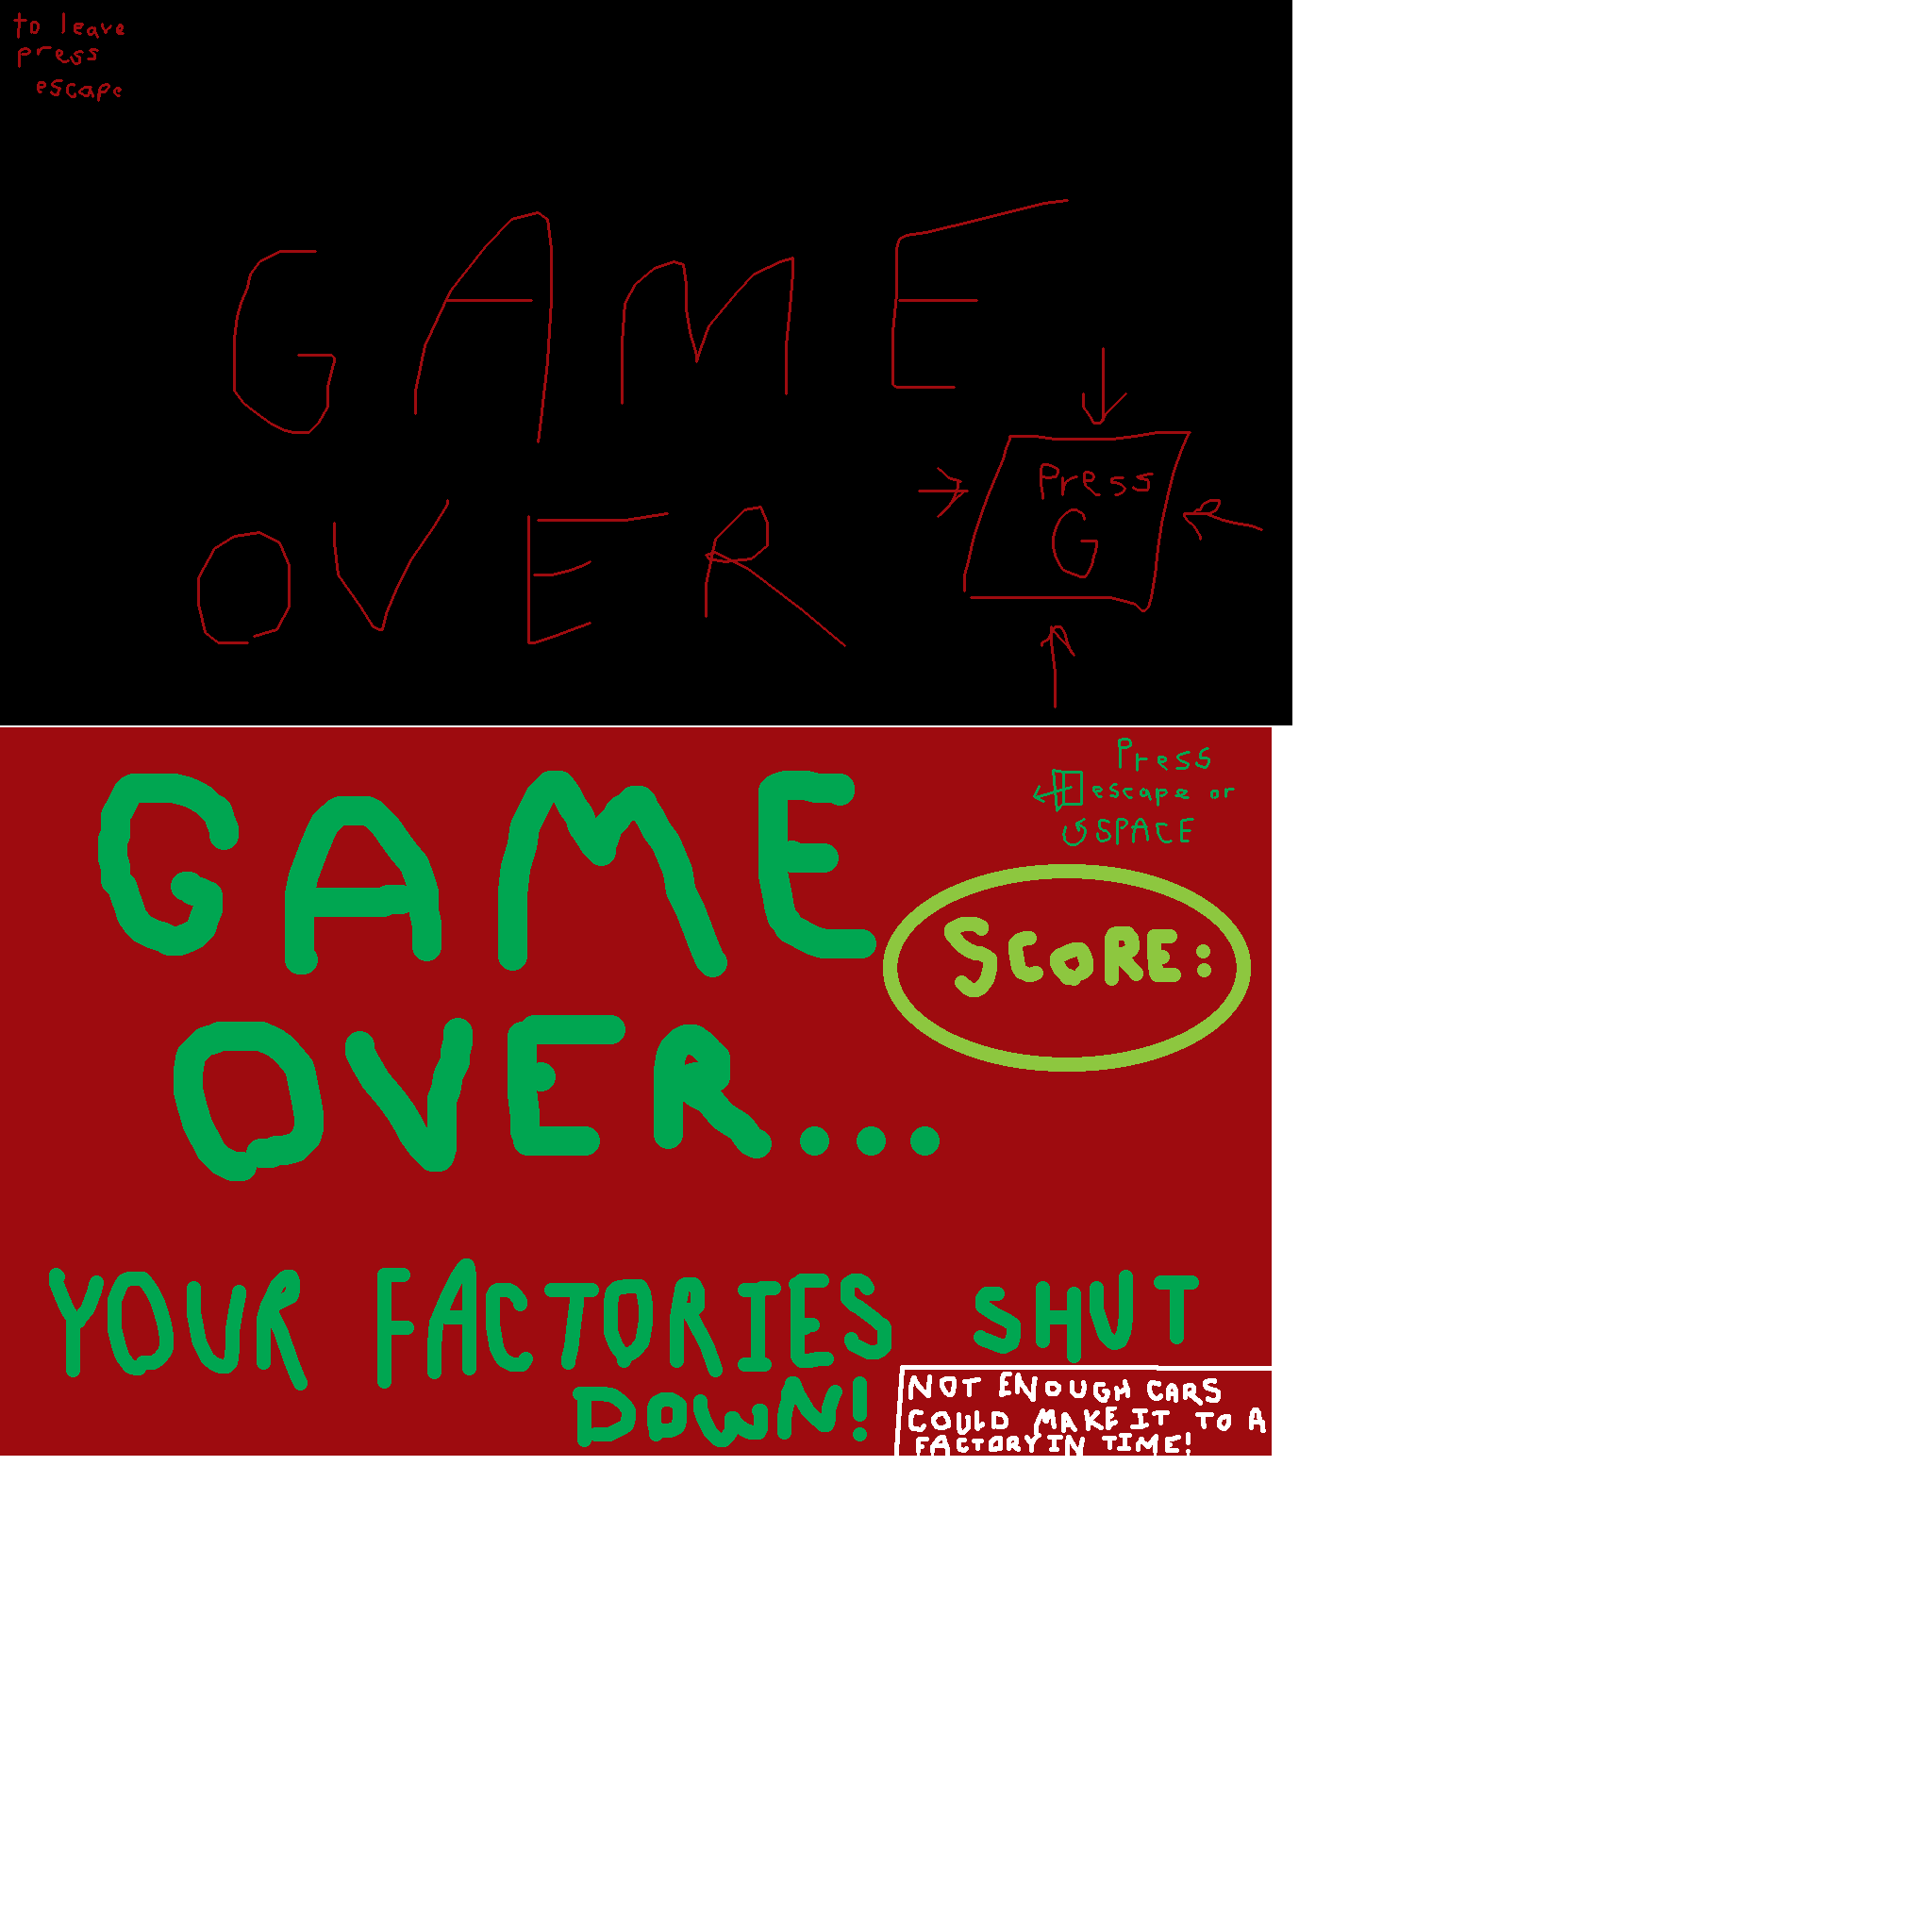 to leave
press
escape
GAME
Press
G
OVER
Press
escape or
SPACE
GAME
SCORE:
OVER...
YOUR FACTORIES SHUT
DOWN!
NOT ENOUGH CARS
COULD MAKE IT TO A
FACTORY IN TIME!